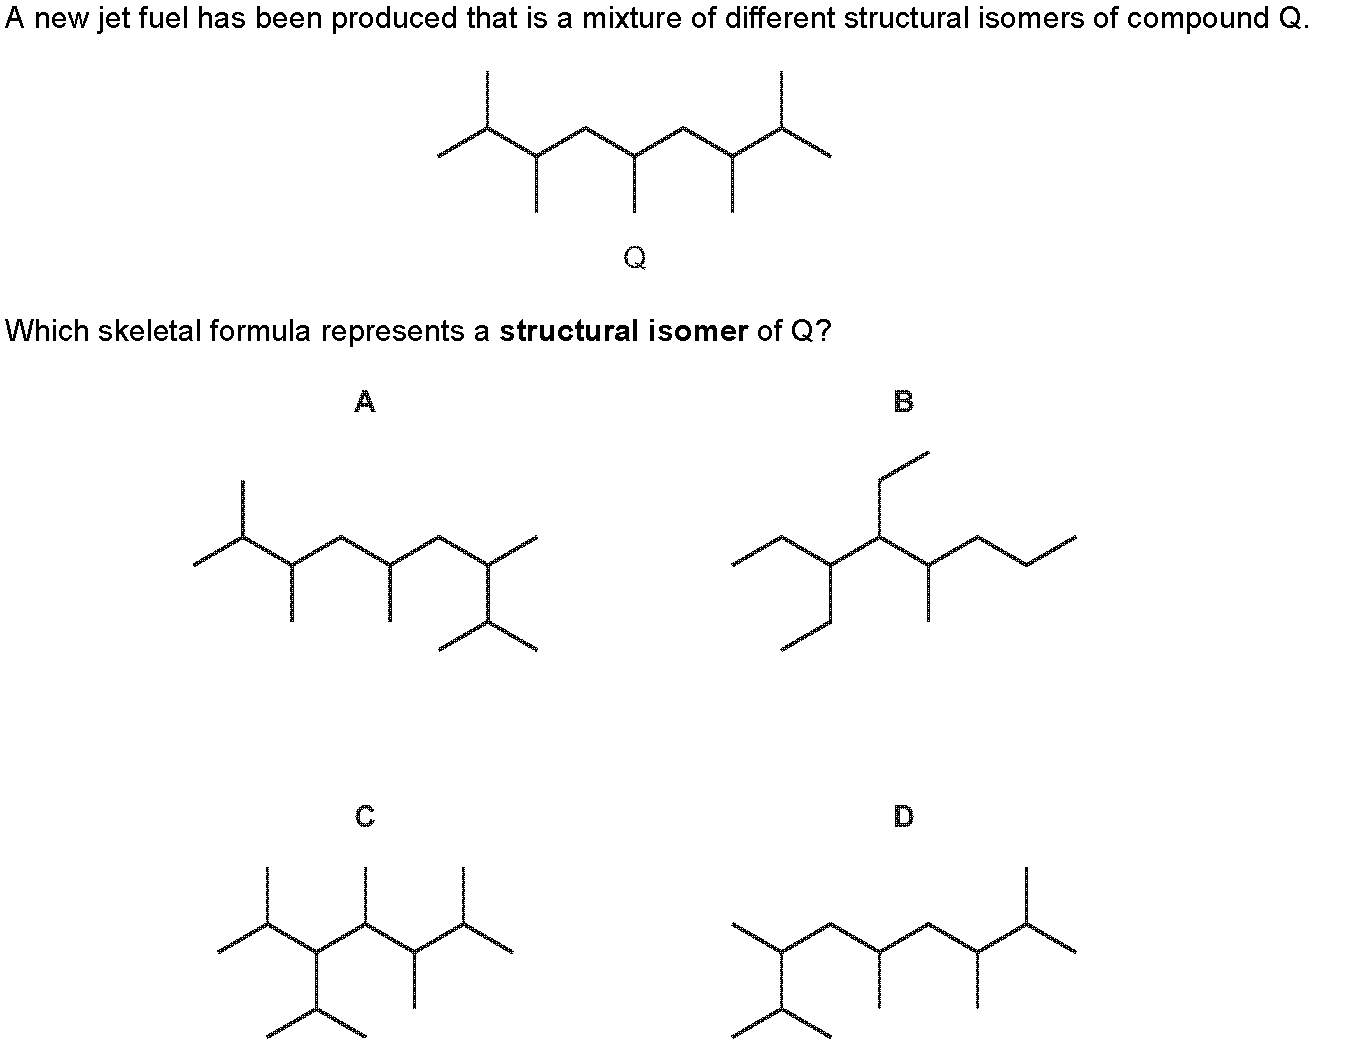 A new jet fuel has been produced that is a mixture of different structural isomers of compound Q.
Q
Which skeletal formula represents a structural isomer of Q?
A
B
C
D